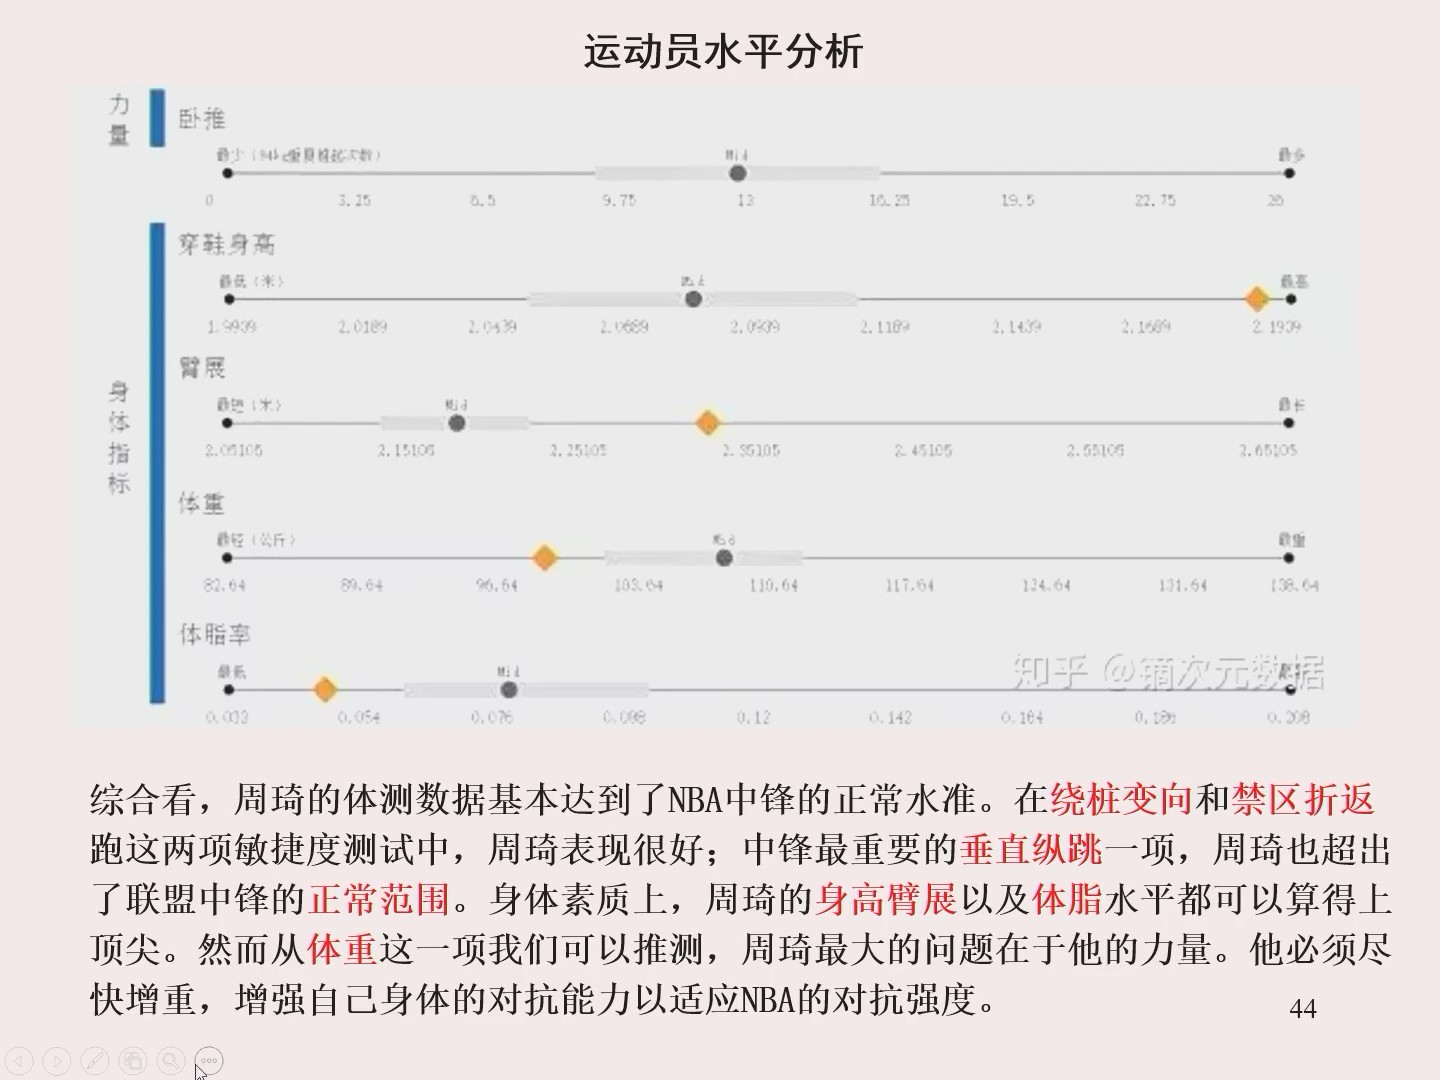 运动员水平分析
力量
卧推
最少（94kg重复推起次数）
Mid
最多
0 3.25 6.5 9.75 13 16.25 19.5 22.75 26
身体指标
穿鞋身高
最低（米）
Mid
最高
1.9939 2.0189 2.0439 2.0689 2.0939 2.1189 2.1439 2.1689 2.1939
臂展
最短（米）
Mid
最长
2.05105 2.15105 2.25105 2.35105 2.45105 2.55105 2.65105
体重
最轻（公斤）
Mid
最重
82.64 89.64 96.64 103.64 110.64 117.64 124.64 131.64 138.64
体脂率
最低
Mid
0.032 0.054 0.076 0.098 0.12 0.142 0.164 0.186 0.208
知乎 @镝次元数据
综合看，周琦的体测数据基本达到了NBA中锋的正常水准。在绕桩变向和禁区折返
跑这两项敏捷度测试中，周琦表现很好；中锋最重要的垂直纵跳一项，周琦也超出
了联盟中锋的正常范围。身体素质上，周琦的身高臂展以及体脂水平都可以算得上
顶尖。然而从体重这一项我们可以推测，周琦最大的问题在于他的力量。他必须尽
快增重，增强自己身体的对抗能力以适应NBA的对抗强度。
44